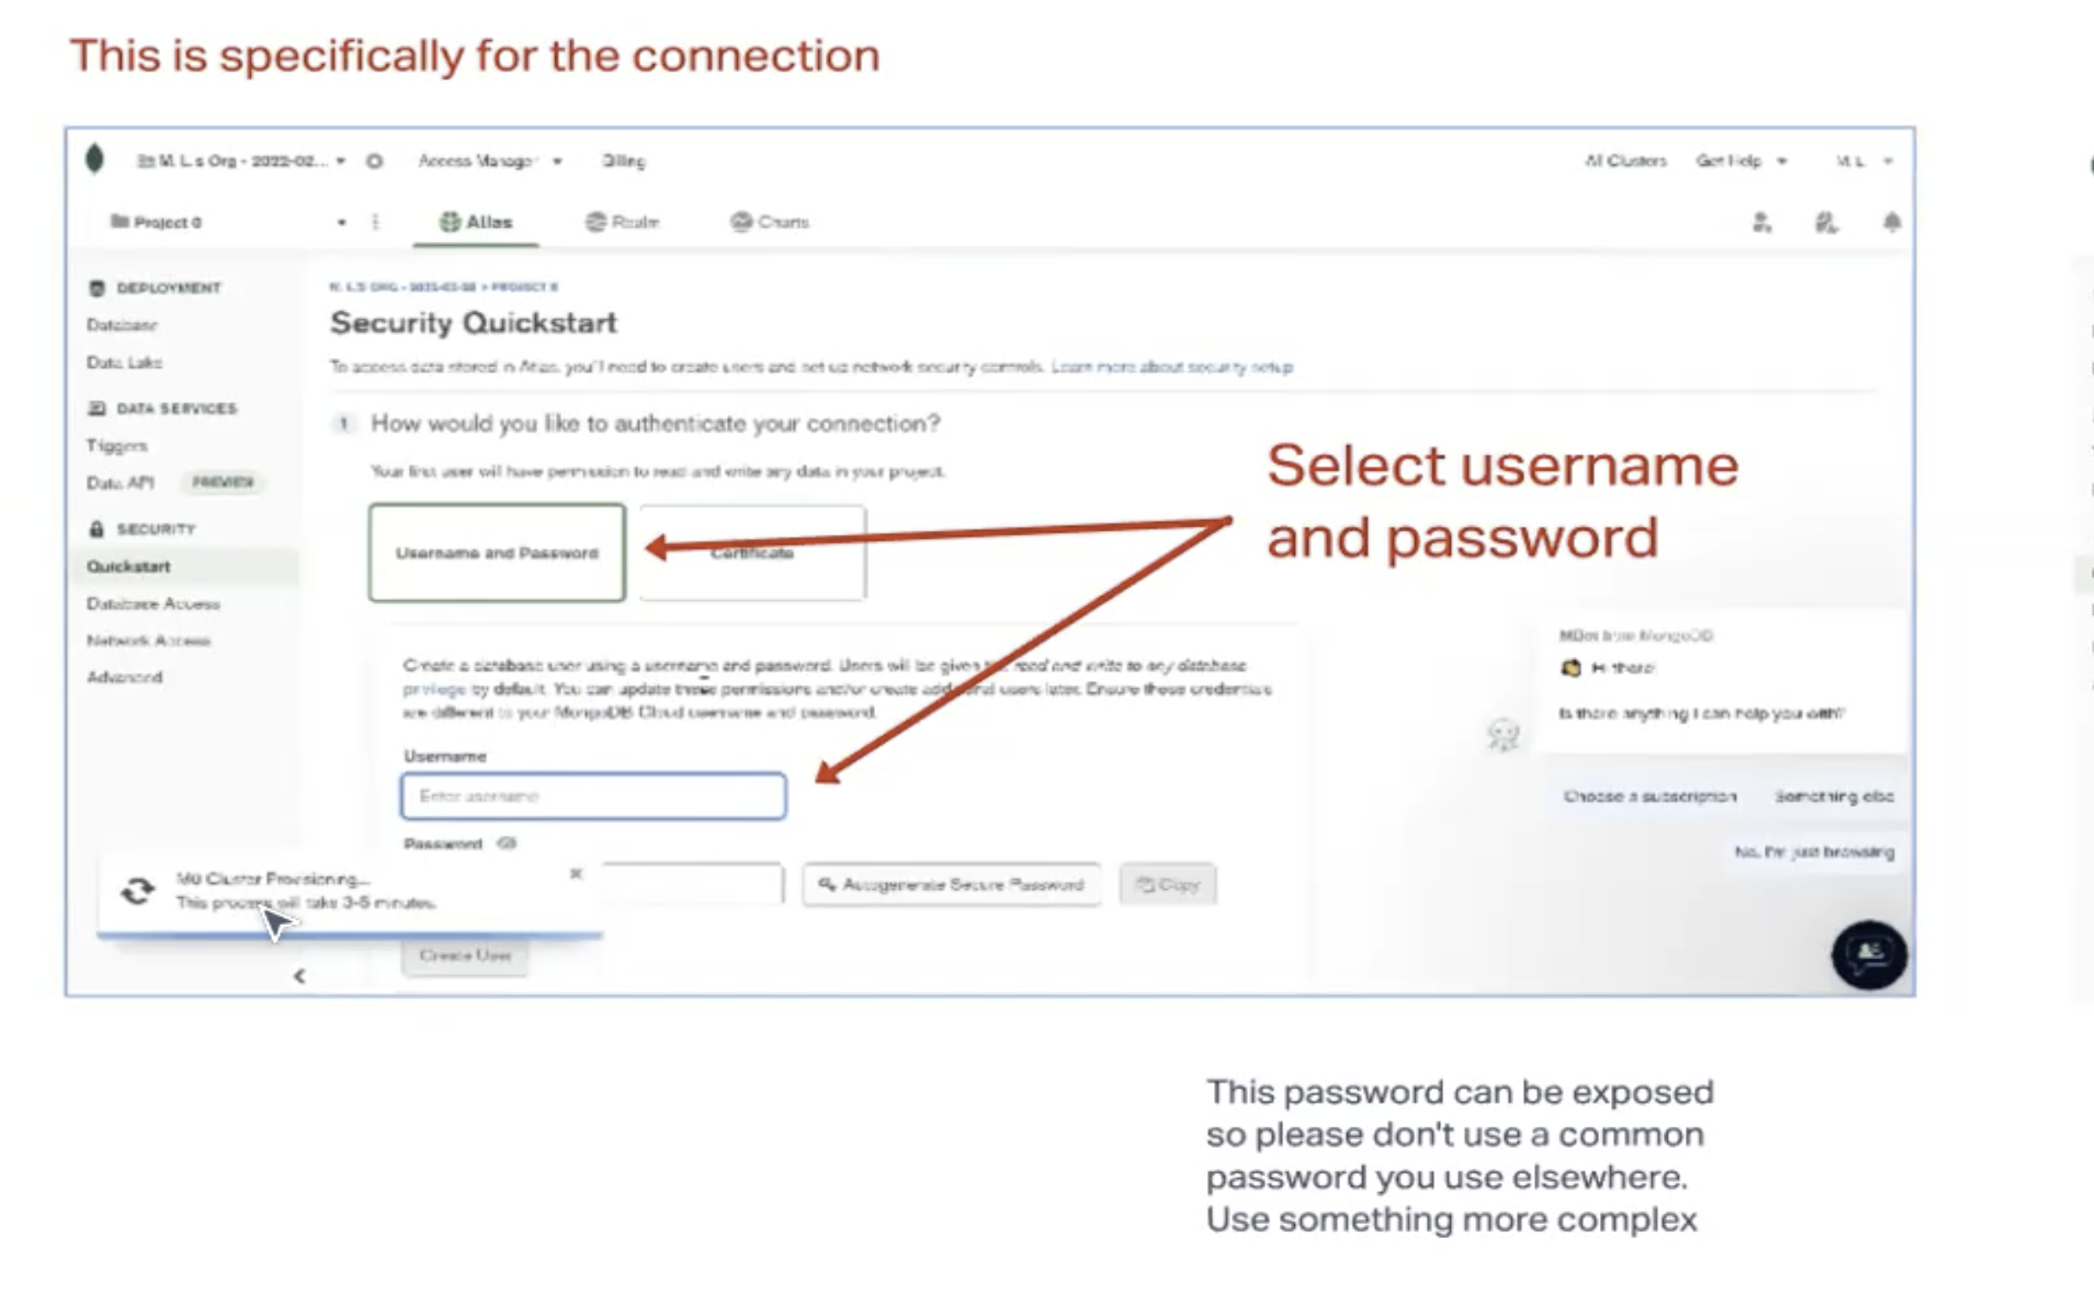 This is specifically for the connection
M. L.s Org - 2022-02...
Access Manager
Billing
All Clusters
Get Help
M. L.
Project 0
Atlas
Realm
Charts
DEPLOYMENT
Database
Data Lake
DATA SERVICES
Triggers
Data API PREVIEW
SECURITY
Quickstart
Database Access
Network Access
Advanced
Security Quickstart
To access data stored in Atlas, you'll need to create users and set up network security controls. Learn more about security setup
1 How would you like to authenticate your connection?
Your first user will have permission to read and write any data in your project.
Username and Password
Certificate
Select username
and password
Create a database user using a username and password. Users will be given read and write to any database
privilege by default. You can update these permissions and/or create additional users later. Ensure these credentials
are different to your MongoDB Cloud username and password.
Username
Enter username
Password
Autogenerate Secure Password
Copy
Create User
M0 Cluster Provisioning...
This process will take 3-5 minutes.
MBot from MongoDB
Hi there!
Is there anything I can help you with?
Choose a subscription
Something else
No, I'm just browsing
This password can be exposed
so please don't use a common
password you use elsewhere.
Use something more complex